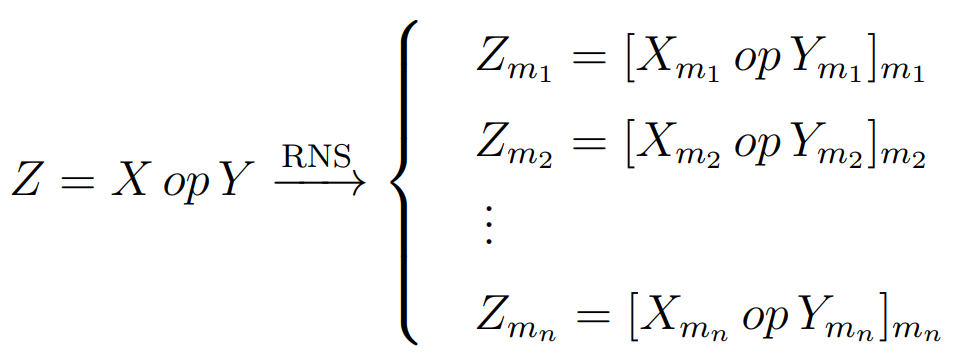 Z_{m_1} = [X_{m_1} op Y_{m_1}]_{m_1}
Z_{m_2} = [X_{m_2} op Y_{m_2}]_{m_2}
Z = X op Y \xrightarrow{RNS} {
⋮
Z_{m_n} = [X_{m_n} op Y_{m_n}]_{m_n}